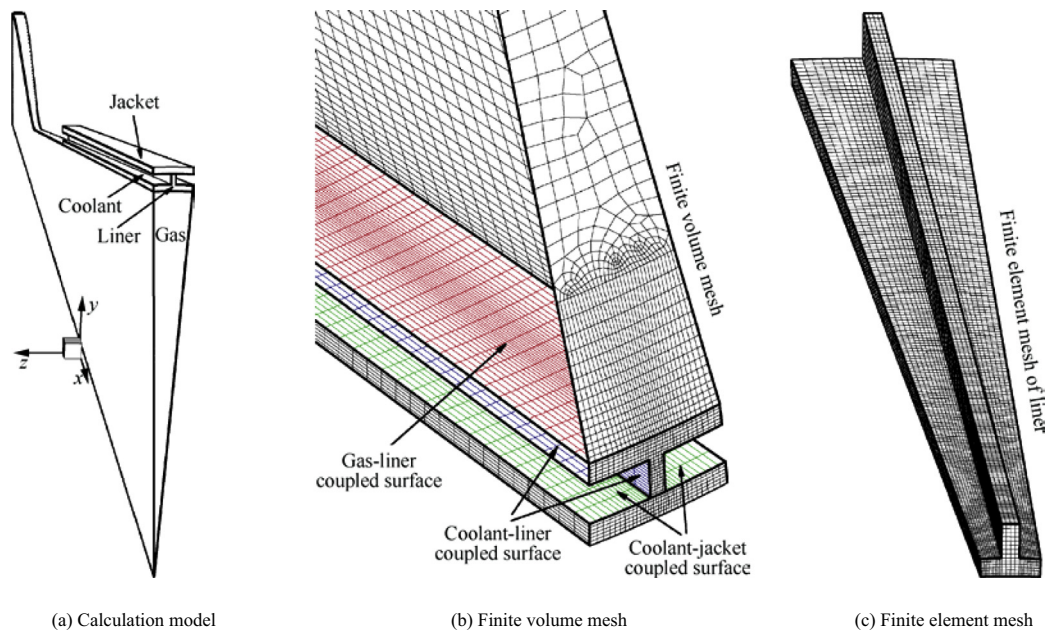 Jacket
Coolant
Liner
Gas
y
z
x
(a) Calculation model
Finite volume mesh
Gas-liner
coupled surface
Coolant-liner
coupled surface
Coolant-jacket
coupled surface
(b) Finite volume mesh
Finite element mesh of liner
(c) Finite element mesh